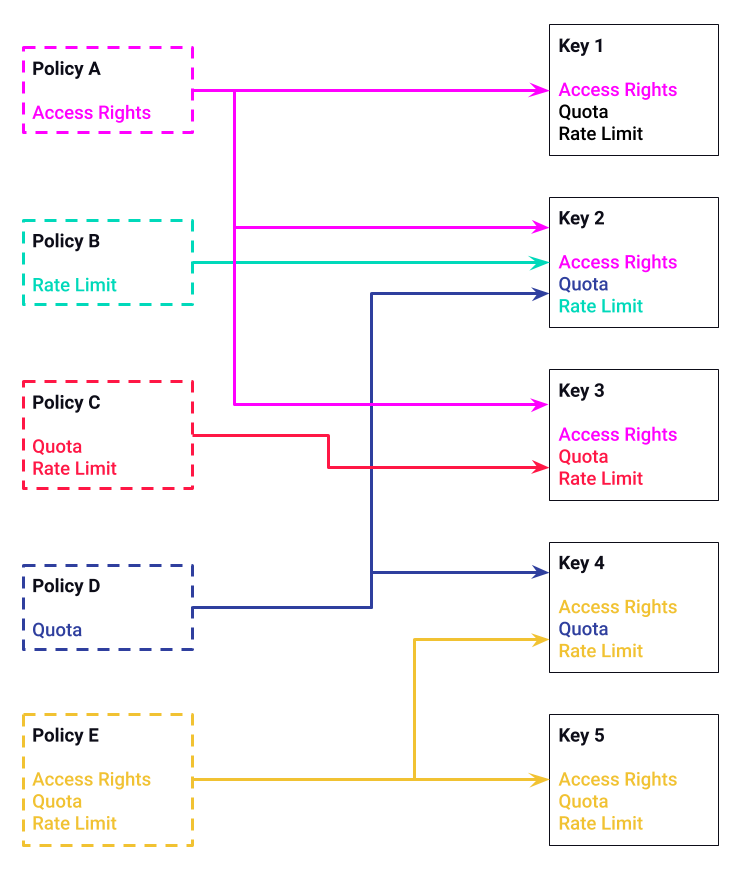 Policy A
Access Rights
Policy B
Rate Limit
Policy C
Quota
Rate Limit
Policy D
Quota
Policy E
Access Rights
Quota
Rate Limit
Key 1
Access Rights
Quota
Rate Limit
Key 2
Access Rights
Quota
Rate Limit
Key 3
Access Rights
Quota
Rate Limit
Key 4
Access Rights
Quota
Rate Limit
Key 5
Access Rights
Quota
Rate Limit